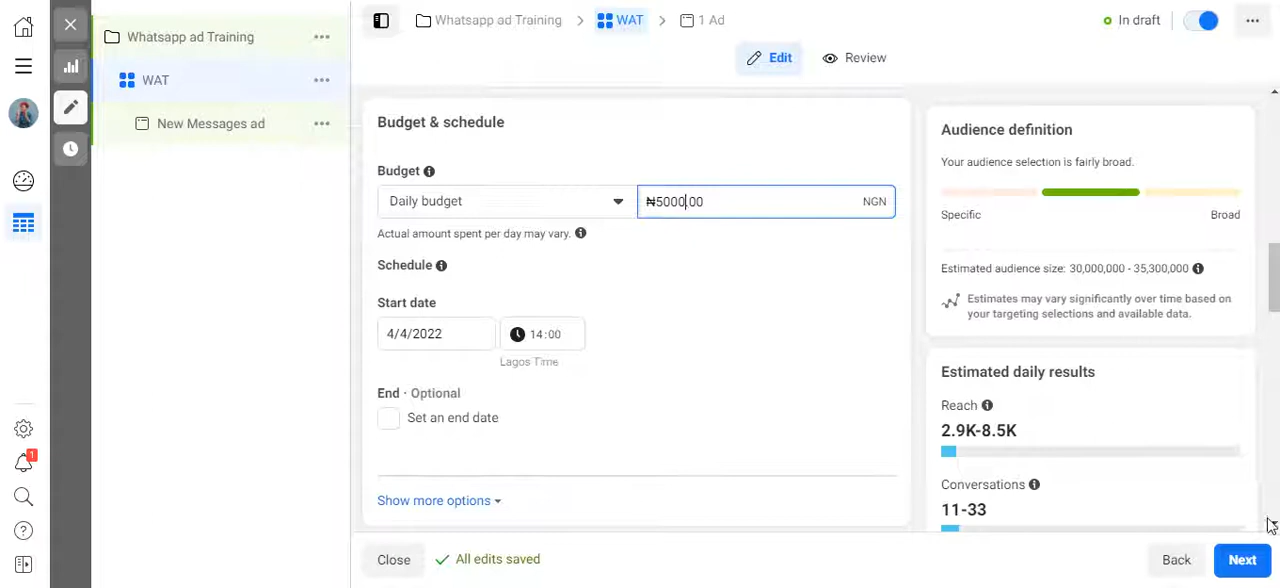 Whatsapp ad Training
WAT
New Messages ad
Whatsapp ad Training > WAT > 1 Ad
In draft
Edit
Review
Budget & schedule
Budget
Daily budget
₦5000.00
NGN
Actual amount spent per day may vary.
Schedule
Start date
4/4/2022
14:00
Lagos Time
End · Optional
Set an end date
Show more options
Close
All edits saved
Back
Next
Audience definition
Your audience selection is fairly broad.
Specific
Broad
Estimated audience size: 30,000,000 - 35,300,000
Estimates may vary significantly over time based on
your targeting selections and available data.
Estimated daily results
Reach
2.9K-8.5K
Conversations
11-33
1